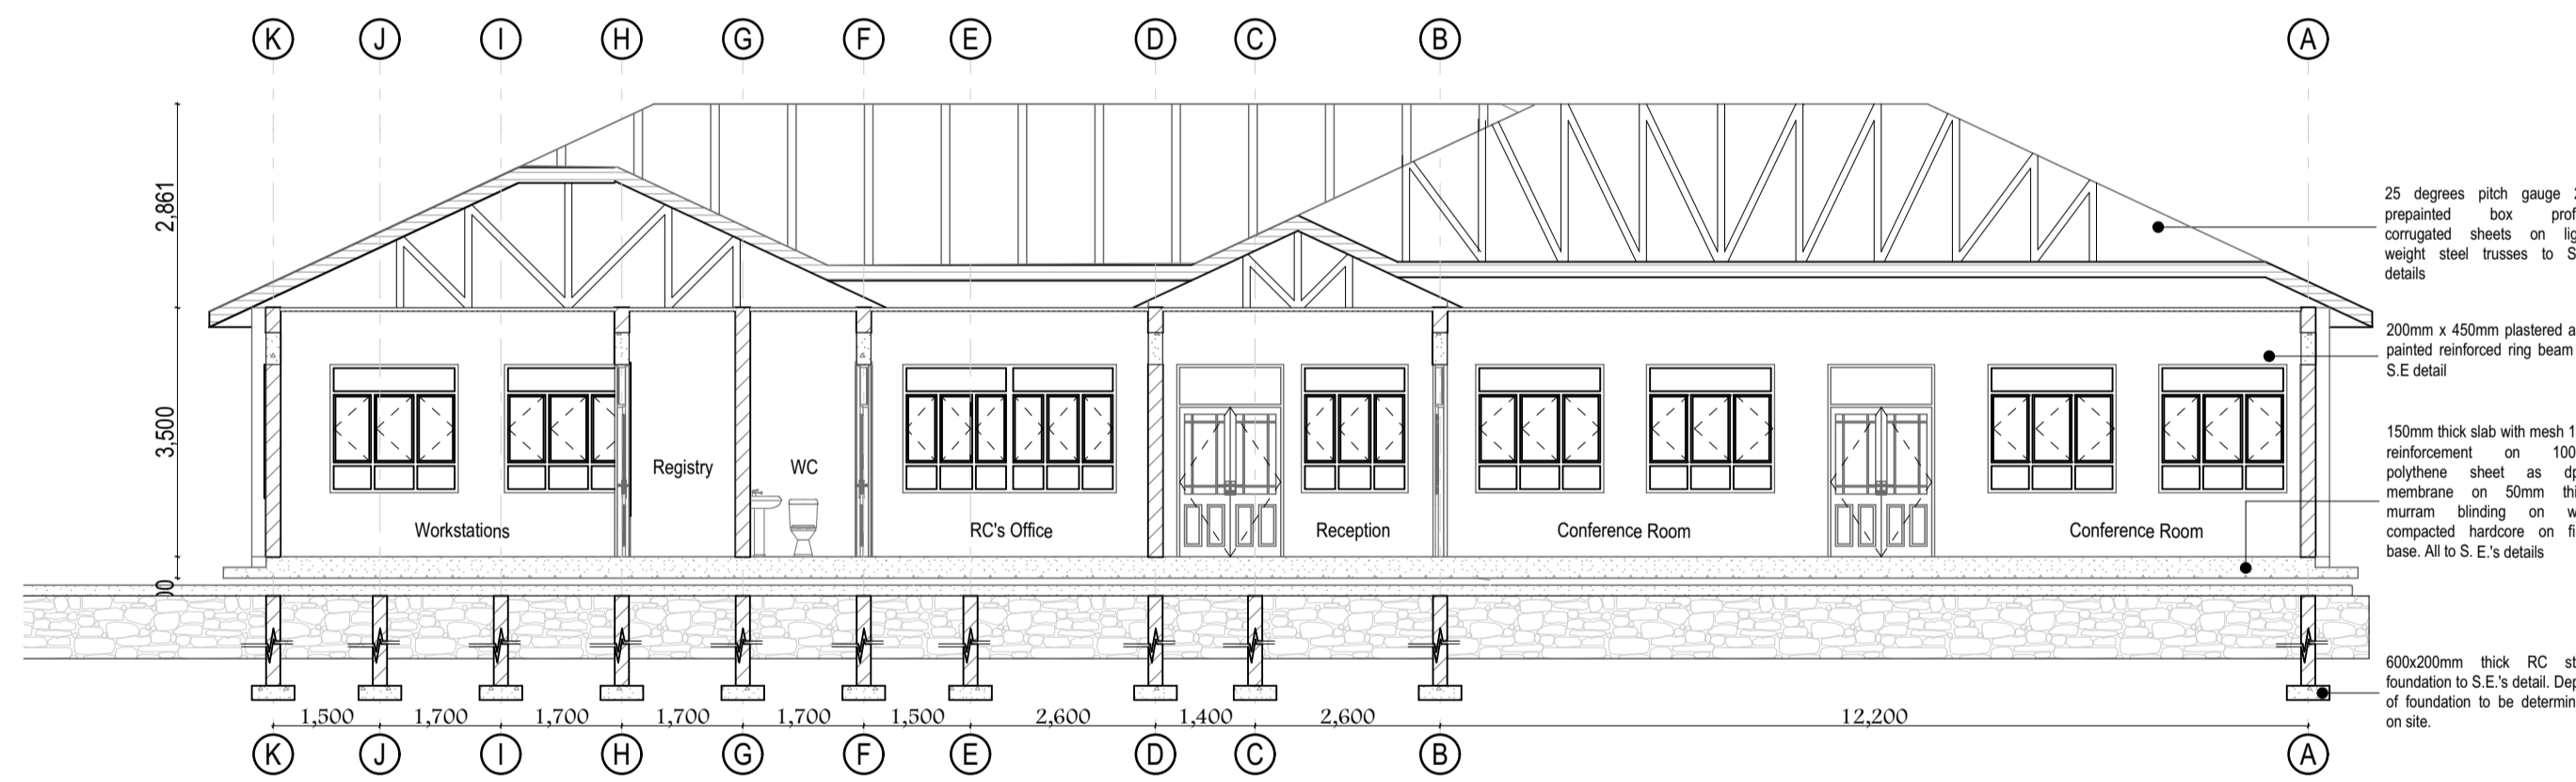 K J I H G F E D C B A
2,861
25 degrees pitch gauge
prepainted box
corrugated sheets on
weight steel trusses to
details
200mm x 450mm plastered
painted reinforced ring beam
S.E detail
3,500
150mm thick slab with mesh
reinforcement on
polythene sheet as
membrane on 50mm
murram blinding on
compacted hardcore on
base. All to S. E.'s details
Registry WC
Workstations RC's Office Reception Conference Room Conference Room
600x200mm thick RC
foundation to S.E.'s detail.
of foundation to be
on site.
1,500 1,700 1,700 1,700 1,700 1,500 2,600 1,400 2,600 12,200
K J I H G F E D C B A